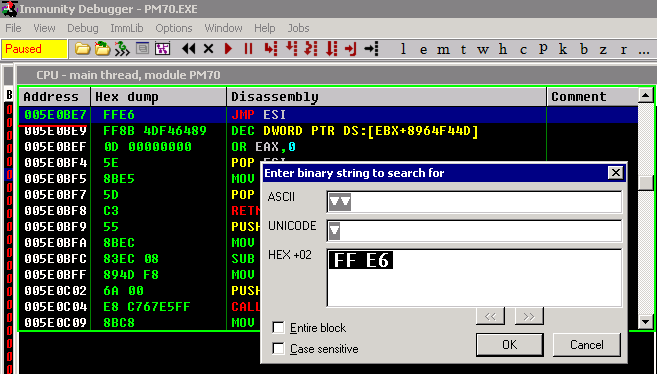 Immunity Debugger - PM70.EXE
File View Debug ImmLib Options Window Help Jobs
Paused l e m t w h c p k b z r ...
CPU - main thread, module PM70
B Address Hex dump Disassembly Comment
005E0BE7 FFE6 JMP ESI
005E0BE9 FF8B 4DF46489 DEC DWORD PTR DS:[EBX+8964F44D]
005E0BEF 0D 00000000 OR EAX,0
005E0BF4 5E POP ESI
005E0BF5 8BE5 MOV
005E0BF7 5D POP
005E0BF8 C3 RETN
005E0BF9 55 PUSH
005E0BFA 8BEC MOV
005E0BFC 83EC 08 SUB
005E0BFF 894D F8 MOV
005E0C02 6A 00 PUSH
005E0C04 E8 C767E5FF CALL
005E0C09 8BC8 MOV
Enter binary string to search for
ASCII
UNICODE
HEX +02 FF E6
<< >>
Entire block
Case sensitive
OK Cancel